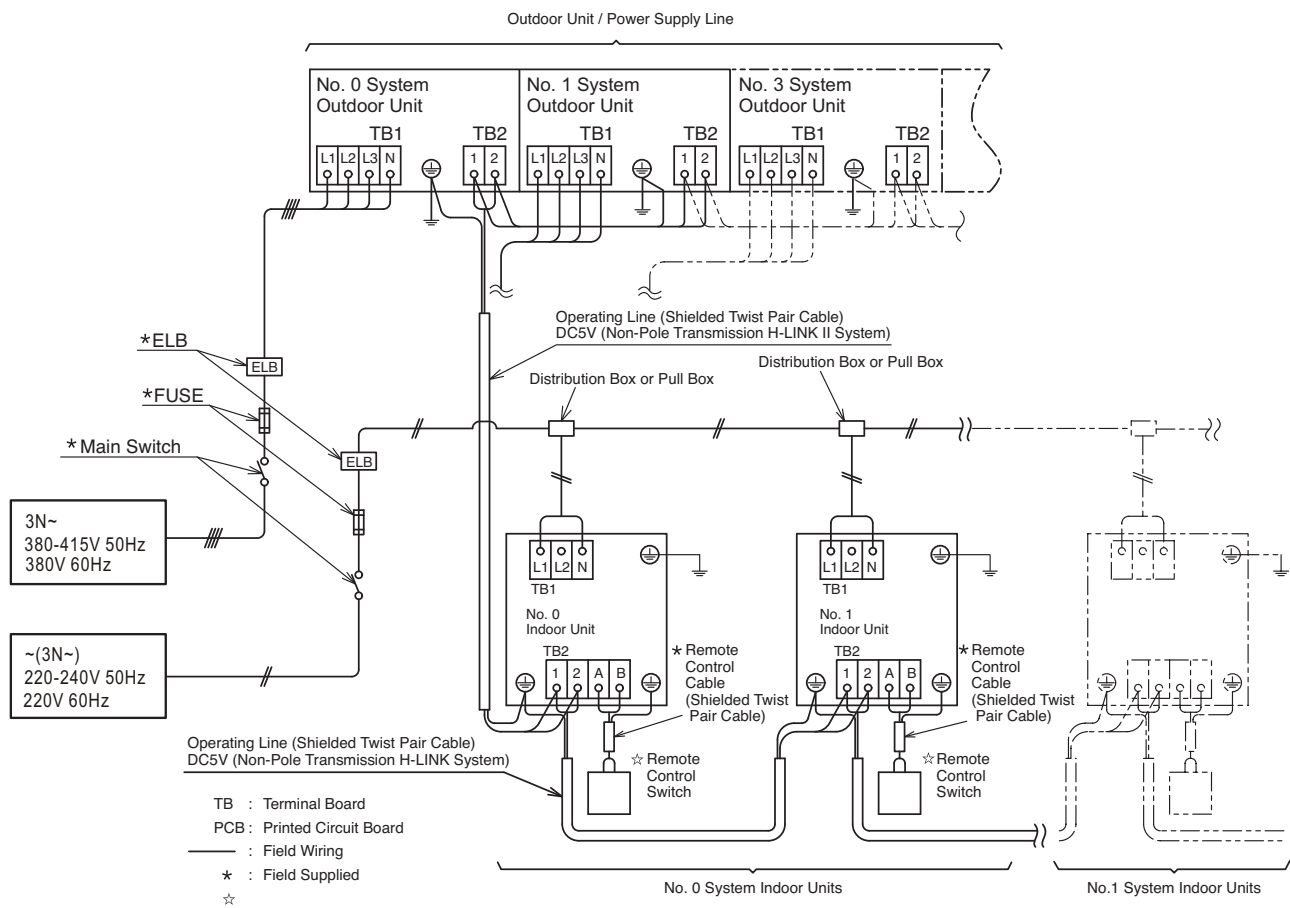 Outdoor Unit / Power Supply Line
No. 0 System
Outdoor Unit
TB1
TB2
L1 L2 L3 N
1 2
No. 1 System
Outdoor Unit
TB1
TB2
L1 L2 L3 N
1 2
No. 3 System
Outdoor Unit
TB1
TB2
L1 L2 L3 N
1 2
Operating Line (Shielded Twist Pair Cable)
DC5V (Non-Pole Transmission H-LINK II System)
*ELB
ELB
Distribution Box or Pull Box
Distribution Box or Pull Box
*FUSE
*Main Switch
ELB
3N~
380-415V 50Hz
380V 60Hz
~(3N~)
220-240V 50Hz
220V 60Hz
L1 L2 N
TB1
No. 0
Indoor Unit
TB2
1 2 A B
*Remote
Control
Cable
(Shielded Twist
Pair Cable)
☆Remote
Control
Switch
L1 L2 N
TB1
No. 1
Indoor Unit
TB2
1 2 A B
*Remote
Control
Cable
(Shielded Twist
Pair Cable)
☆Remote
Control
Switch
Operating Line (Shielded Twist Pair Cable)
DC5V (Non-Pole Transmission H-LINK System)
TB : Terminal Board
PCB : Printed Circuit Board
: Field Wiring
* : Field Supplied
☆
No. 0 System Indoor Units
No.1 System Indoor Units